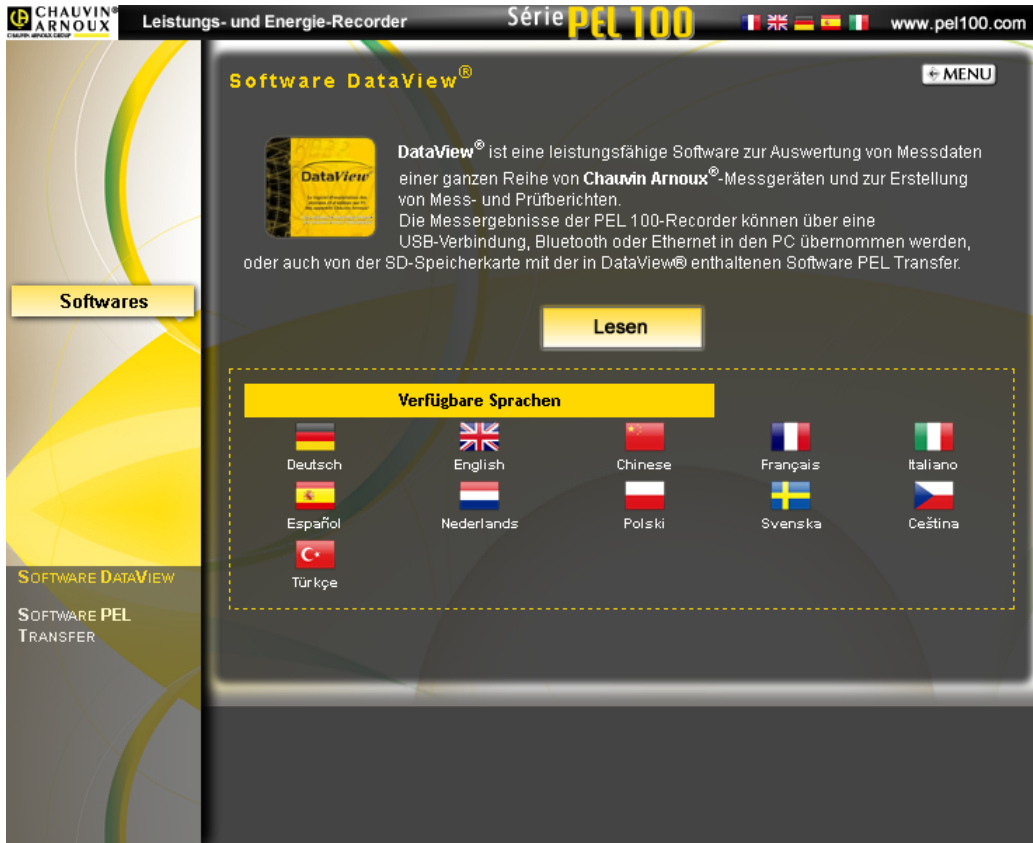 CHAUVIN®
ARNOUX
CHAUVIN ARNOUX GROUP
Leistungs- und Energie-Recorder
Série PEL 100
www.pel100.com
Software DataView®
MENU
DataView
DataView® ist eine leistungsfähige Software zur Auswertung von Messdaten
einer ganzen Reihe von Chauvin Arnoux®-Messgeräten und zur Erstellung
von Mess- und Prüfberichten.
Die Messergebnisse der PEL 100-Recorder können über eine
USB-Verbindung, Bluetooth oder Ethernet in den PC übernommen werden,
oder auch von der SD-Speicherkarte mit der in DataView® enthaltenen Software PEL Transfer.
Softwares
Lesen
Verfügbare Sprachen
Deutsch English Chinese Français Italiano
Español Nederlands Polski Svenska Ceština
Türkçe
SOFTWARE DATAVIEW
SOFTWARE PEL
TRANSFER